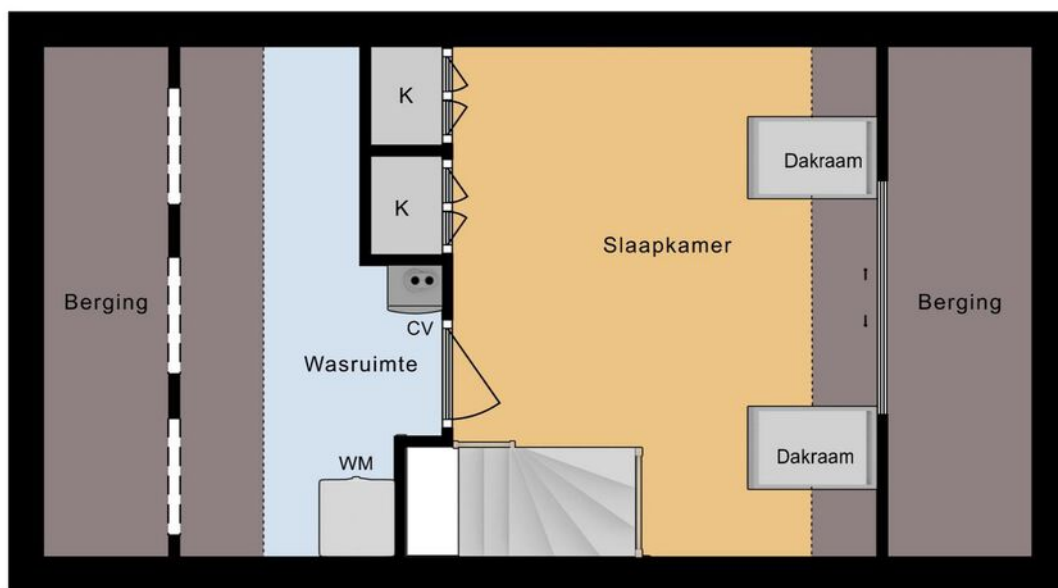 K
Dakraam
K
Slaapkamer
Berging
Berging
CV
Wasruimte
Dakraam
WM